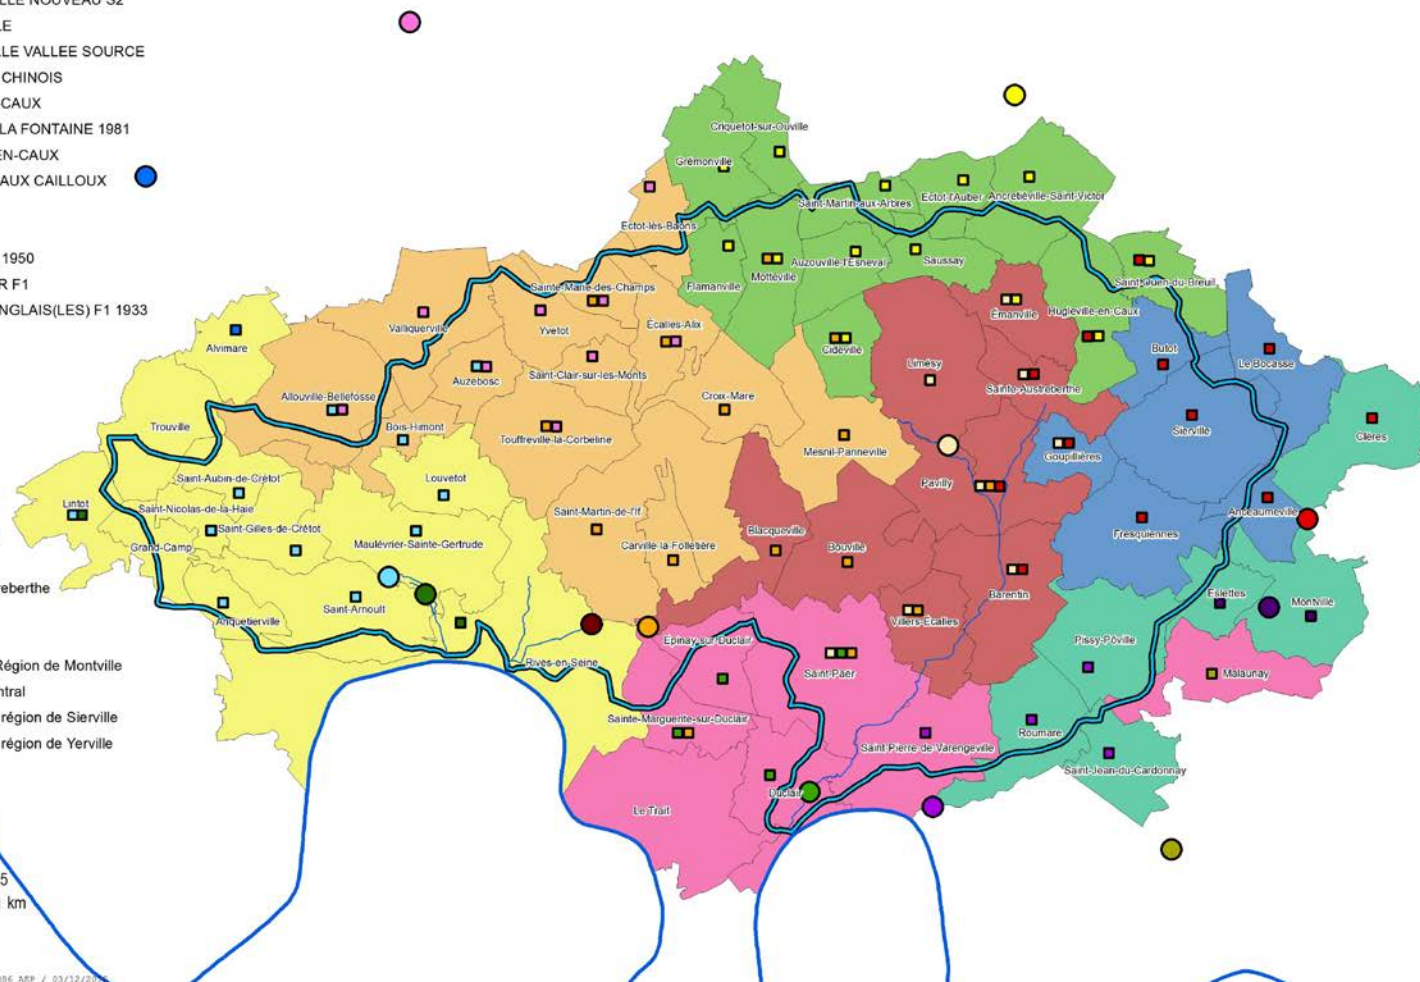 LLE NOUVEAU S2
LE
LLE VALLEE SOURCE
CHINOIS
-CAUX
LA FONTAINE 1981
EN-CAUX
AUX CAILLOUX
1950
R F1
NGLAIS(LES) F1 1933
reberthe
Région de Montville
ntral
région de Sierville
région de Yerville
5
km
Criquetot-sur-Ouville
Grémonville
Saint-Martin-aux-Arbres
Ectot-l'Auber
Ancretiéville-Saint-Victor
Ectot-lès-Baons
Flamanville
Motteville
Auzouville-l'Esneval
Saussay
Saint-Ouen-du-Breuil
Sainte-Marie-des-Champs
Émanville
Hugleville-en-Caux
Valliquerville
Yvetot
Écalles-Alix
Cideville
Alvimare
Limésy
Butot
Le Bocasse
Auzebosc
Saint-Clair-sur-les-Monts
Sainte-Austreberthe
Allouville-Bellefosse
Croix-Mare
Trouville
Bois-Himont
Touffreville-la-Corbeline
Mesnil-Panneville
Sierville
Clères
Goupillières
Saint-Aubin-de-Crétot
Louvetot
Pavilly
Lintot
Saint-Nicolas-de-la-Haie
Saint-Martin-de-l'If
Anceaumeville
Saint-Gilles-de-Crétot
Blacqueville
Fresquiennes
Grand-Camp
Maulévrier-Sainte-Gertrude
Carville-la-Folletière
Bouville
Barentin
Eslettes
Montville
Saint-Arnoult
Anquetierville
Villers-Ecalles
Épinay-sur-Duclair
Pissy-Pôville
Rives-en-Seine
Saint-Paër
Malaunay
Sainte-Marguerite-sur-Duclair
Roumare
Saint-Pierre-de-Varengeville
Saint-Jean-du-Cardonnay
Duclair
Le Trait